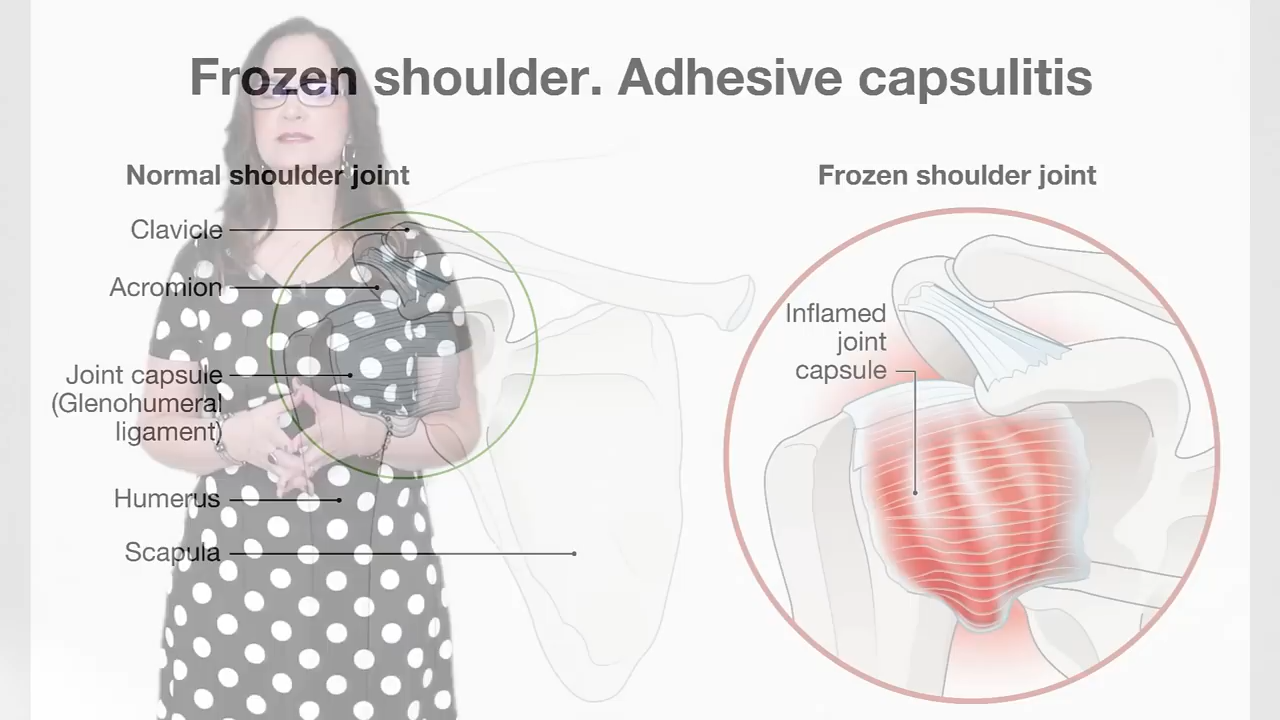 Frozen shoulder. Adhesive capsulitis
Normal shoulder joint
Clavicle
Acromion
Joint capsule
(Glenohumeral
ligament)
Humerus
Scapula
Frozen shoulder joint
Inflamed
joint
capsule